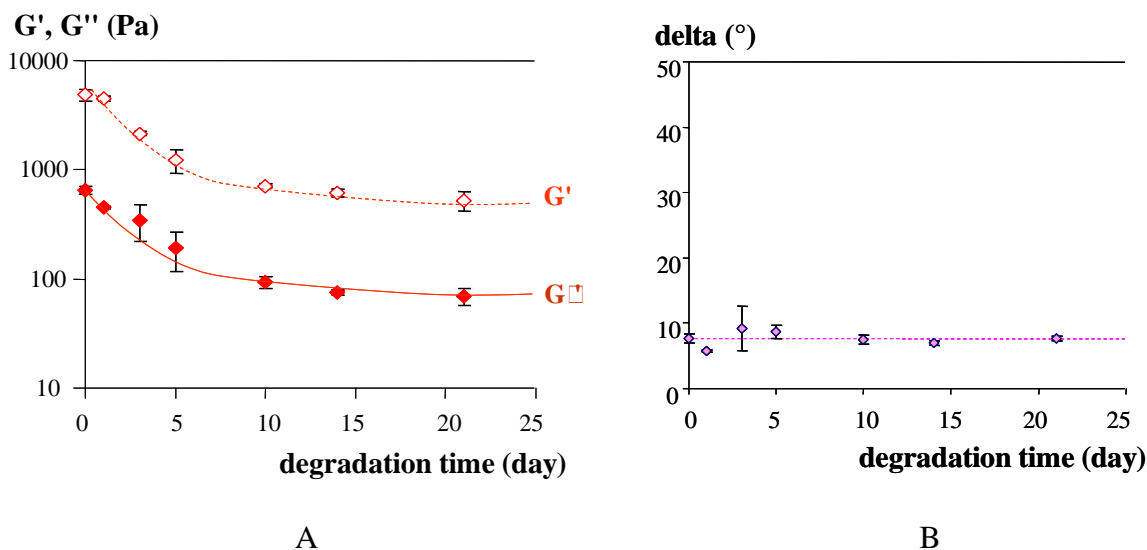 G', G'' (Pa)
10000
1000
100
10
0 5 10 15 20 25
degradation time (day)
G'
G□'
A
delta (°)
50
40
30
20
10
0
0 5 10 15 20 25
degradation time (day)
B